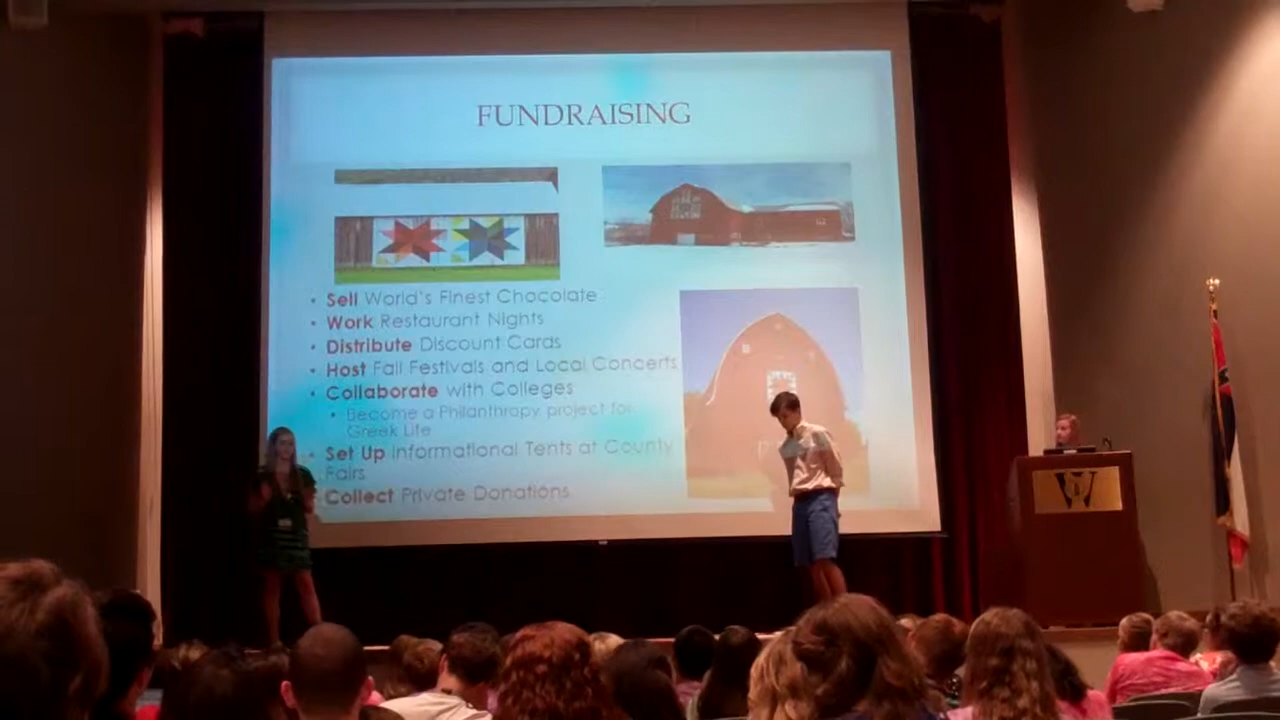 FUNDRAISING
• Sell World's Finest Chocolate
• Work Restaurant Nights
• Distribute Discount Cards
• Host Fall Festivals and Local Concerts
• Collaborate with Colleges
• Become a Philanthropy project for
Greek Life
• Set Up Informational Tents at County
Fairs
• Collect Private Donations
W